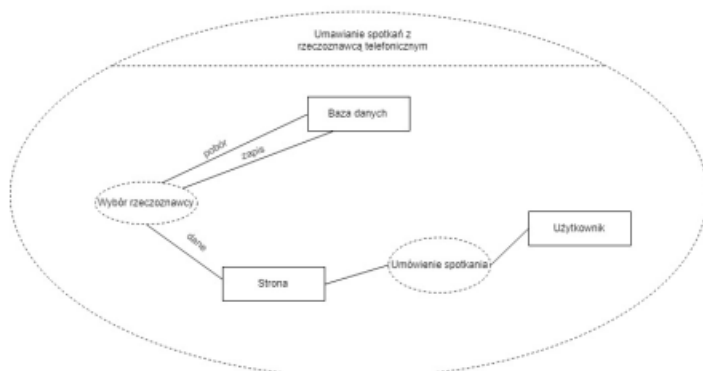 Umawianie spotkań z
rzeczoznawcą telefonicznym
Baza danych
pobór
zapis
Wybór rzeczoznawcy
dane
Użytkownik
Umówienie spotkania
Strona